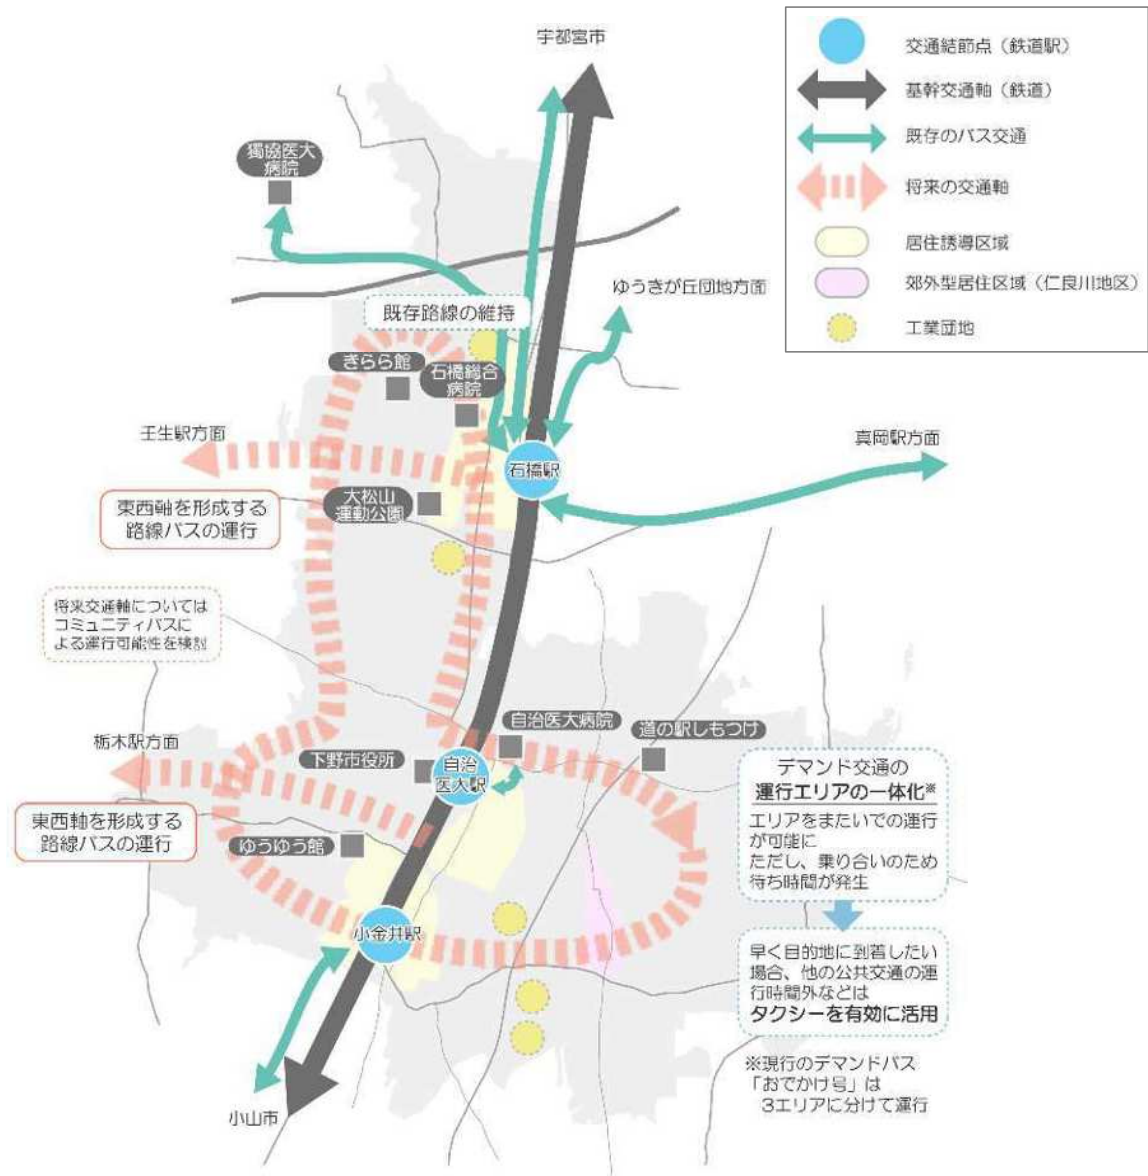 宇都宮市
交通結節点（鉄道駅）
基幹交通軸（鉄道）
既存のバス交通
将来の交通軸
居住誘導区域
郊外型居住区域（仁良川地区）
工業団地
獨協医大
病院
ゆうきが丘団地方面
既存路線の維持
きらら館
石橋総合
病院
壬生駅方面
石橋駅
真岡駅方面
東西軸を形成する
路線バスの運行
大松山
運動公園
将来交通軸については
コミュニティバスに
よる運行可能性を検討
自治医大病院
道の駅しもつけ
栃木駅方面
下野市役所
自治
医大駅
東西軸を形成する
路線バスの運行
ゆうゆう館
小金井駅
デマンド交通の
運行エリアの一体化※
エリアをまたいでの運行
が可能に
ただし、乗り合いのため
待ち時間が発生
早く目的地に到着したい
場合、他の公共交通の運
行時間外などは
タクシーを有効に活用
※現行のデマンドバス
「おでかけ号」は
3エリアに分けて運行
小山市